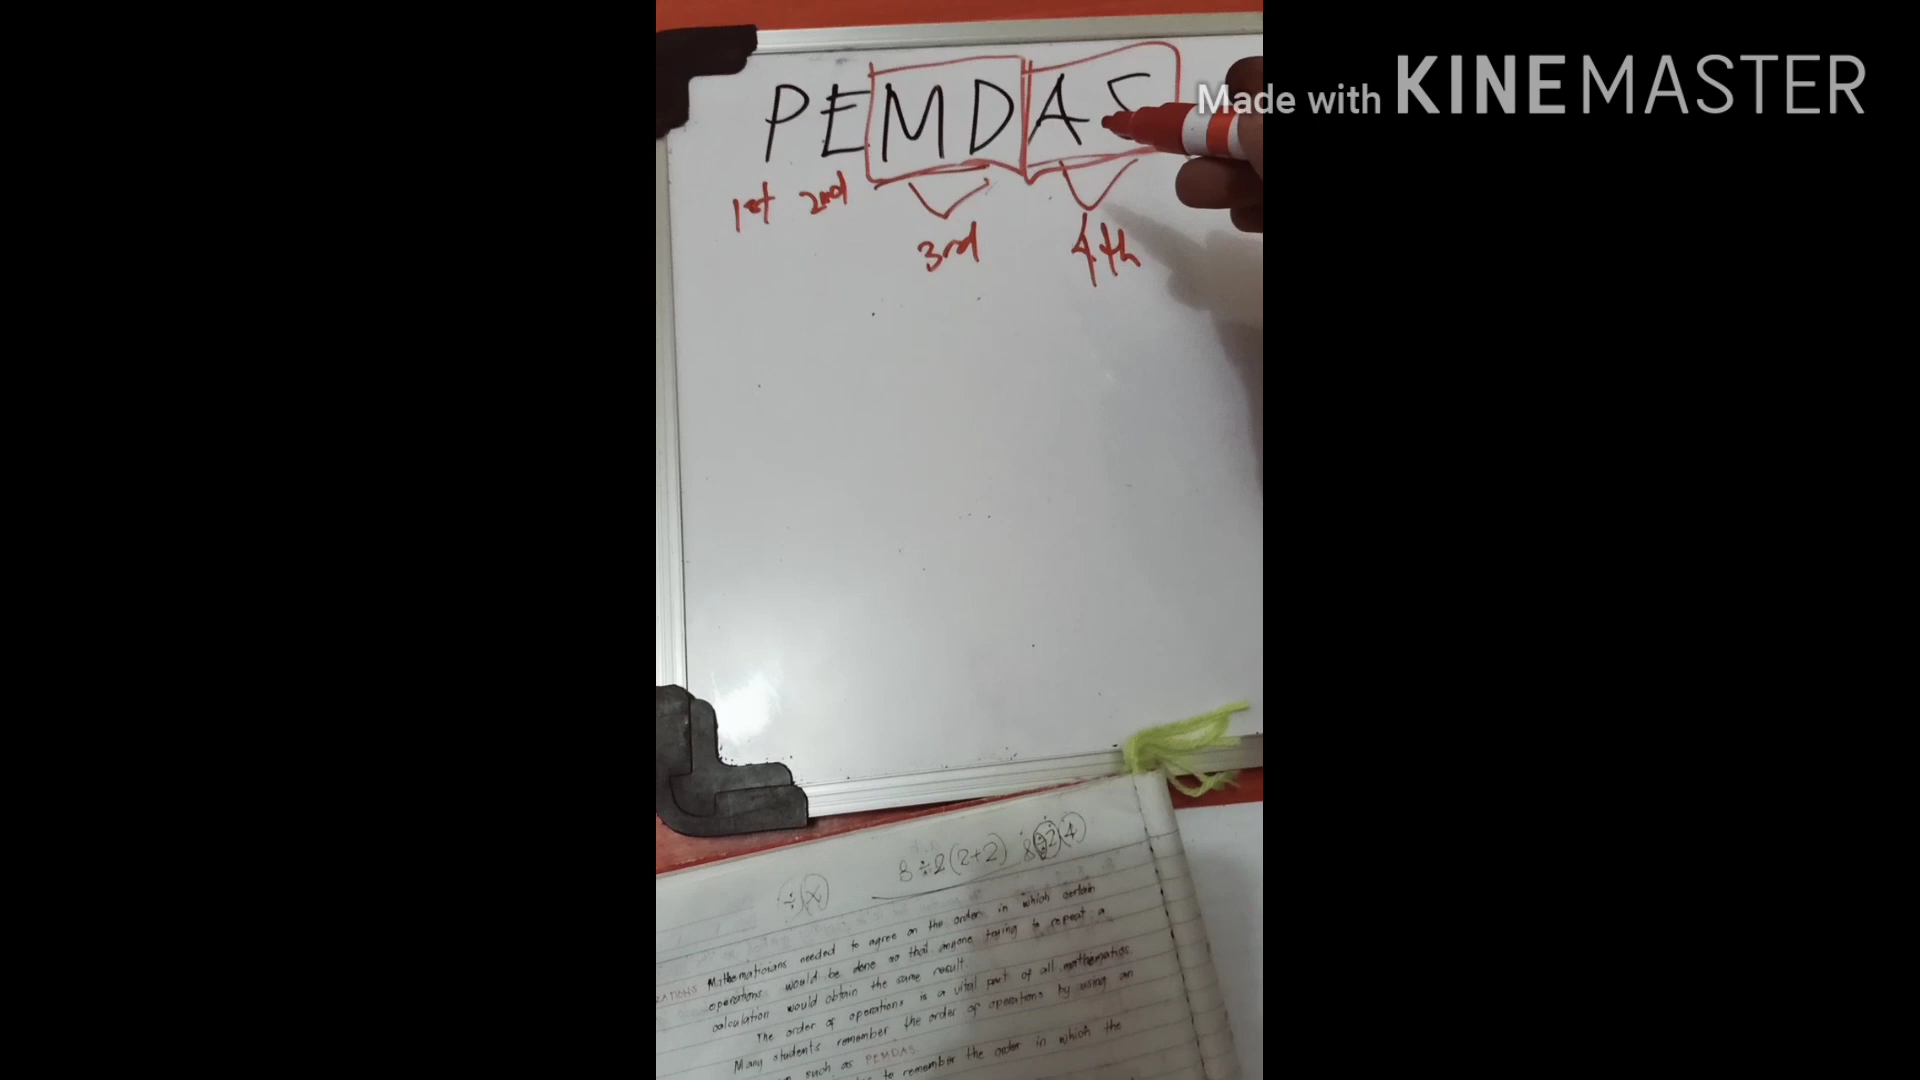 Made with KINEMASTER
PEMDAS
1st 2nd
3rd 4th
8÷2(2+2) 8÷2(4)
÷ x
Mathematicians needed to agree on the order in which certain
operations would be done so that anyone trying to repeat a
calculation would obtain the same result.
The order of operations is a vital part of all mathematics.
Many students remember the order of operations by using an
such as PEMDAS
to remember the order in which the